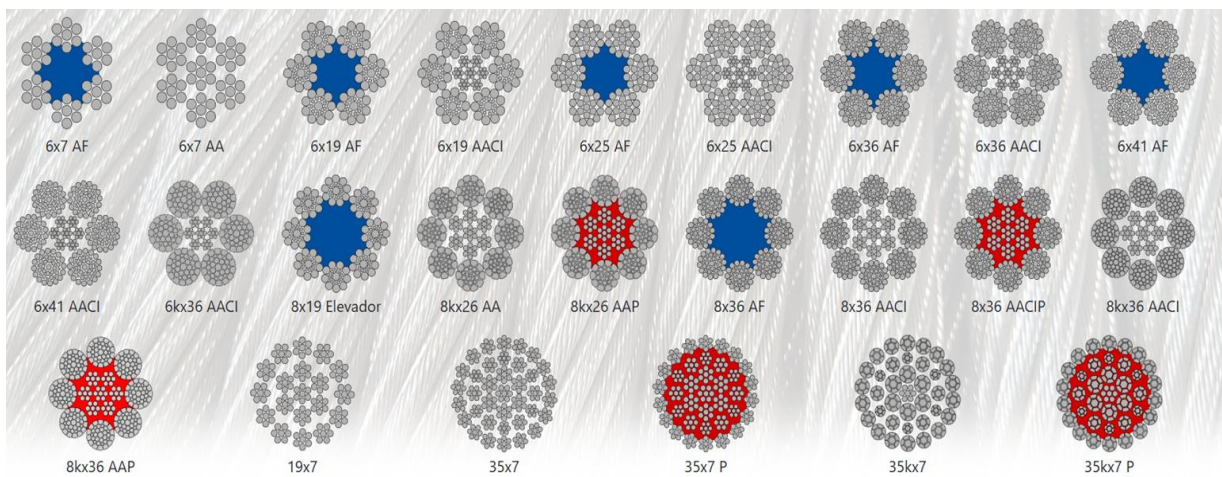 6x7 AF
6x7 AA
6x19 AF
6x19 AACI
6x25 AF
6x25 AACI
6x36 AF
6x36 AACI
6x41 AF
6x41 AACI
6kx36 AACI
8x19 Elevador
8kx26 AA
8kx26 AAP
8x36 AF
8x36 AACI
8x36 AACIP
8kx36 AACI
8kx36 AAP
19x7
35x7
35x7 P
35kx7
35kx7 P